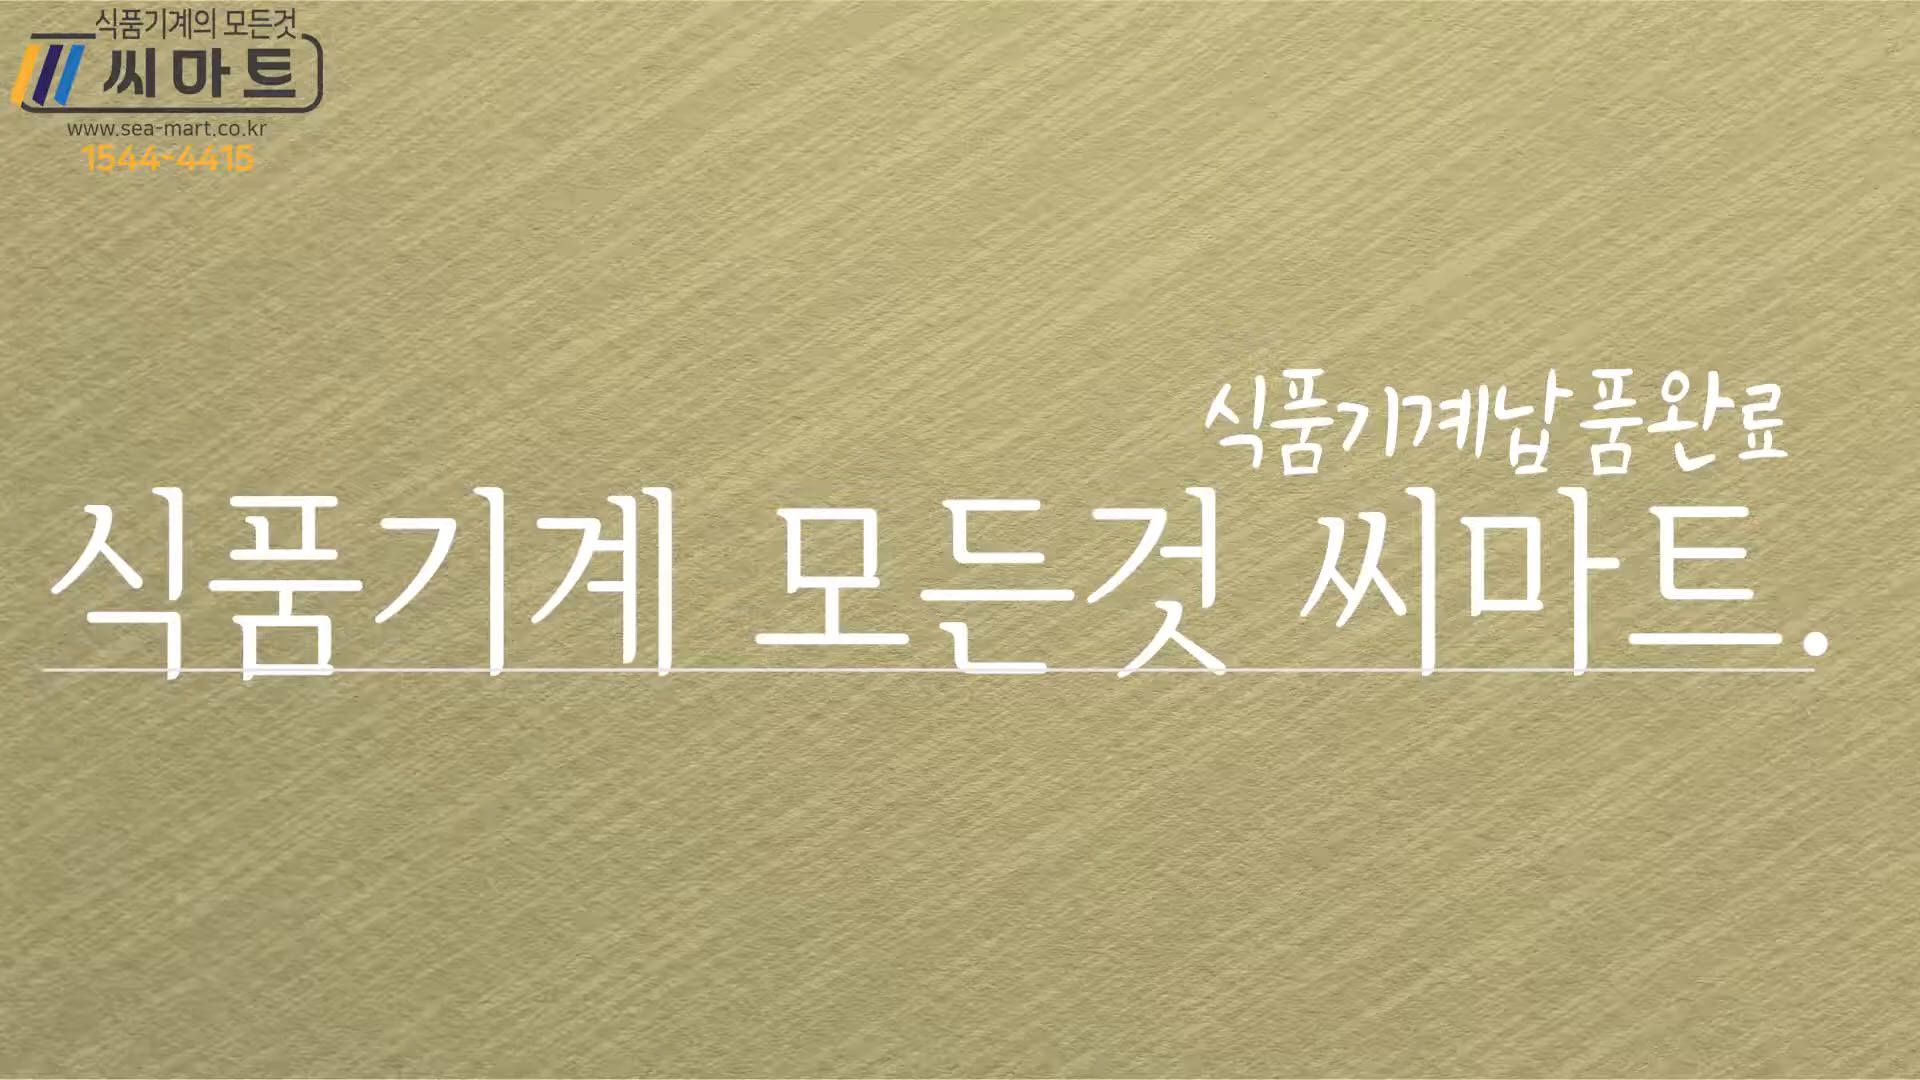 식품기계의 모든것
씨마트
www.sea-mart.co.kr
1544-4415
식품기계납품완료
식품기계 모든것 씨마트.